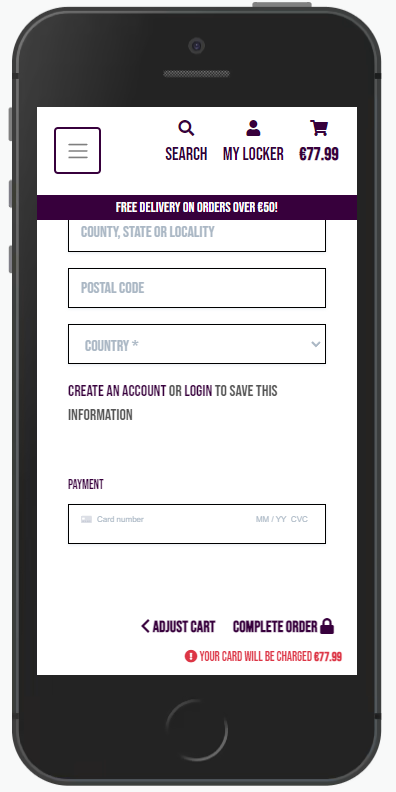 SEARCH MY LOCKER €77.99
FREE DELIVERY ON ORDERS OVER €50!
COUNTY, STATE OR LOCALITY
POSTAL CODE
COUNTRY *
CREATE AN ACCOUNT OR LOGIN TO SAVE THIS
INFORMATION
PAYMENT
Card number MM / YY CVC
ADJUST CART COMPLETE ORDER
YOUR CARD WILL BE CHARGED €77.99